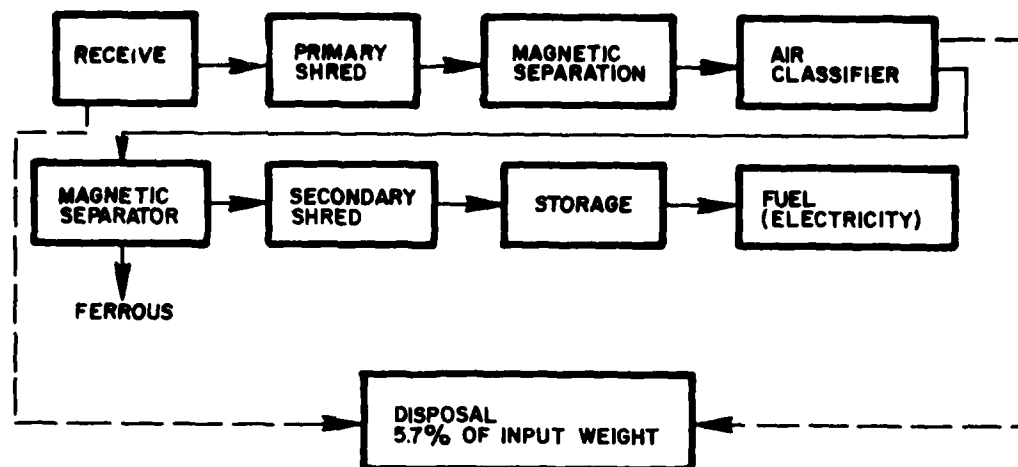 RECEIVE
PRIMARY
SHRED
MAGNETIC
SEPARATION
AIR
CLASSIFIER
MAGNETIC
SEPARATOR
SECONDARY
SHRED
STORAGE
FUEL
(ELECTRICITY)
FERROUS
DISPOSAL
5.7% OF INPUT WEIGHT